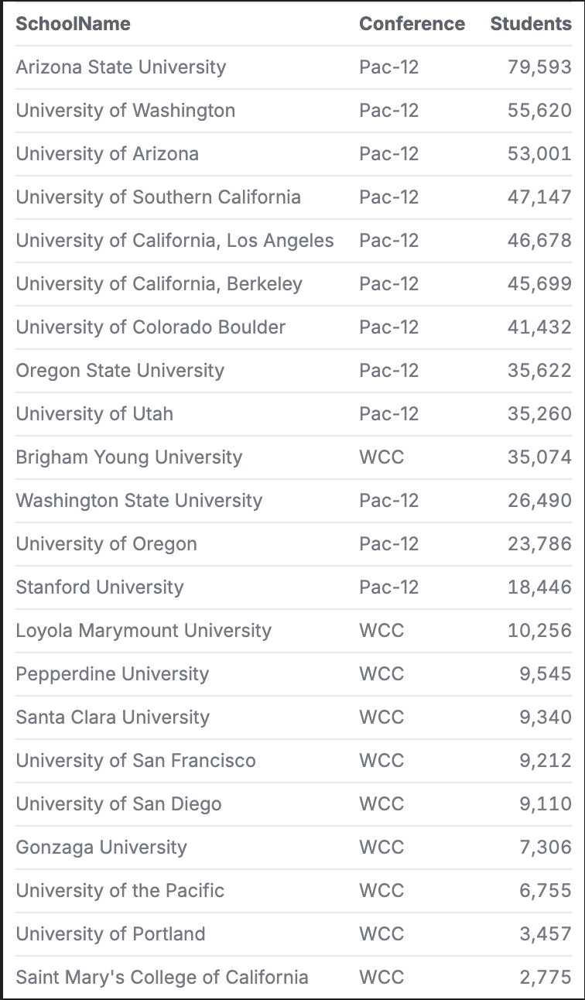 SchoolName Conference Students
Arizona State University Pac-12 79,593
University of Washington Pac-12 55,620
University of Arizona Pac-12 53,001
University of Southern California Pac-12 47,147
University of California, Los Angeles Pac-12 46,678
University of California, Berkeley Pac-12 45,699
University of Colorado Boulder Pac-12 41,432
Oregon State University Pac-12 35,622
University of Utah Pac-12 35,260
Brigham Young University WCC 35,074
Washington State University Pac-12 26,490
University of Oregon Pac-12 23,786
Stanford University Pac-12 18,446
Loyola Marymount University WCC 10,256
Pepperdine University WCC 9,545
Santa Clara University WCC 9,340
University of San Francisco WCC 9,212
University of San Diego WCC 9,110
Gonzaga University WCC 7,306
University of the Pacific WCC 6,755
University of Portland WCC 3,457
Saint Mary's College of California WCC 2,775